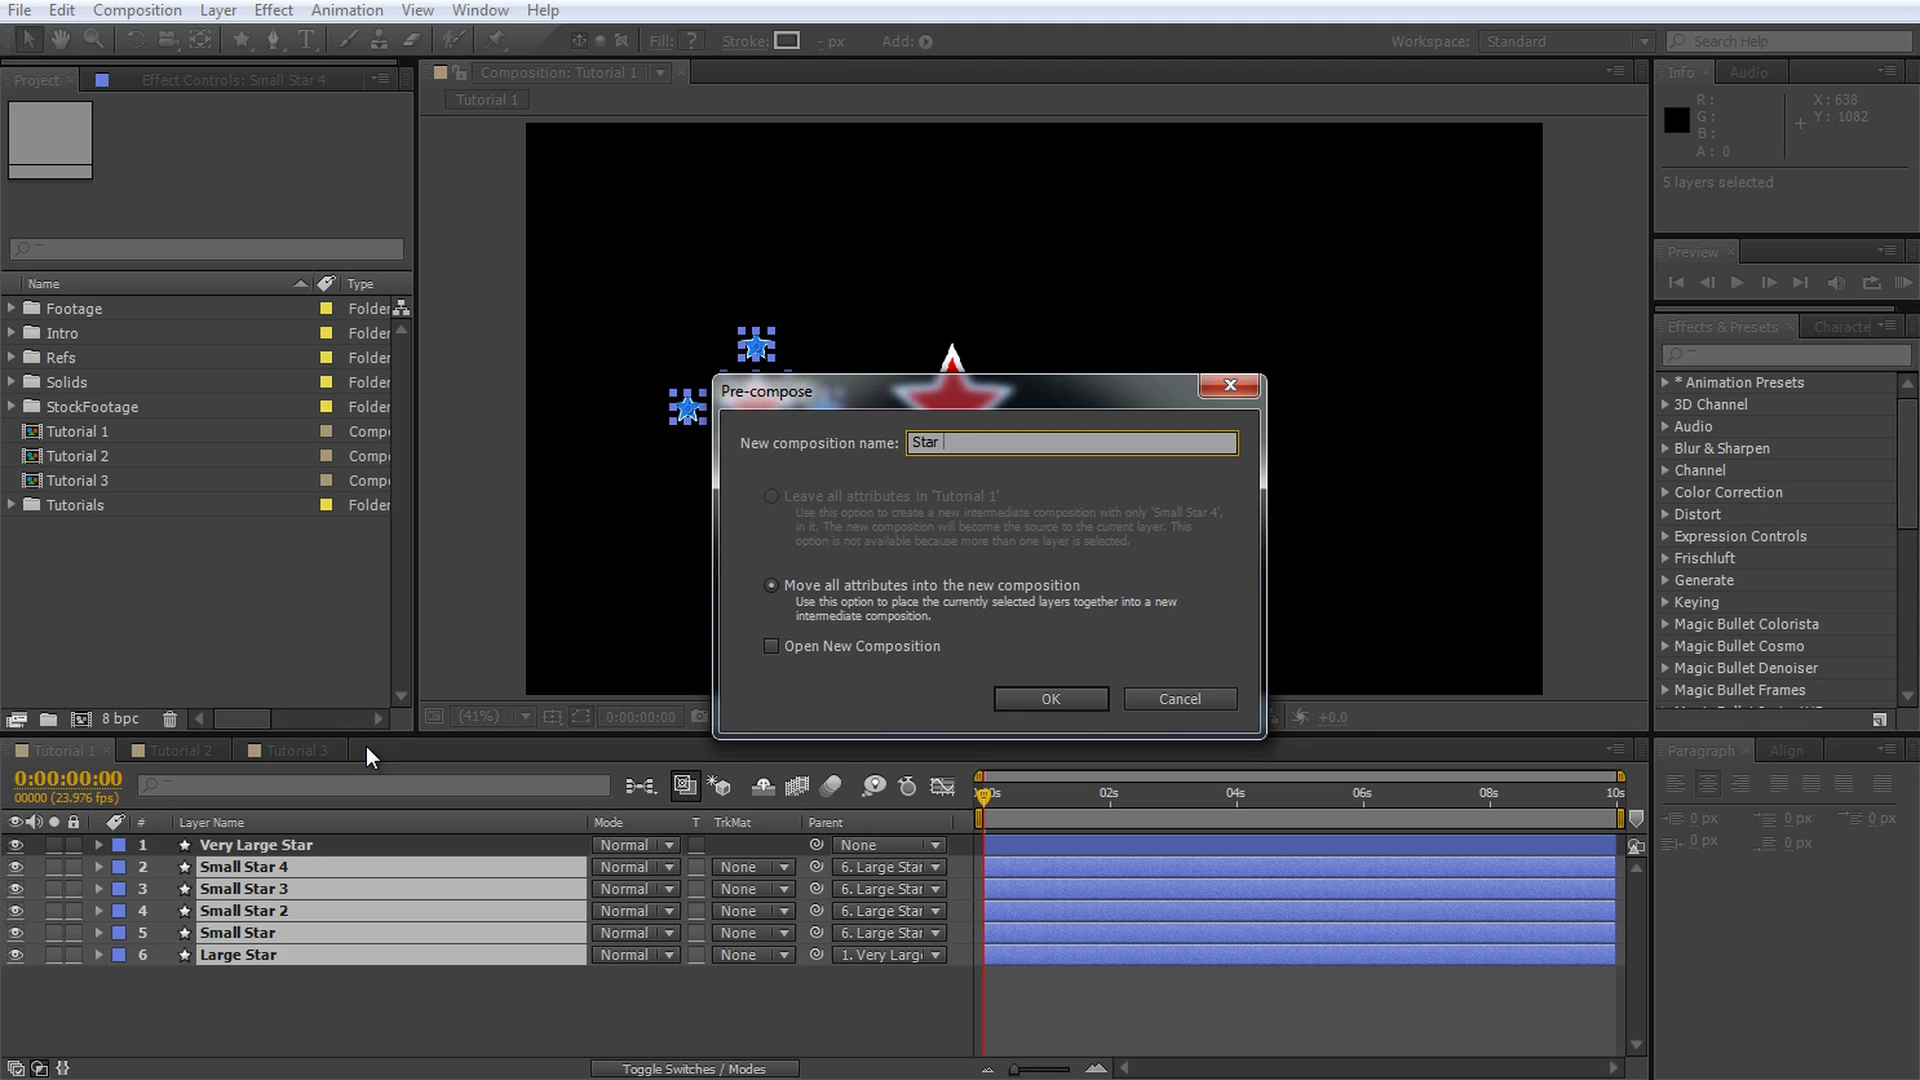 File Edit Composition Layer Effect Animation View Window Help
Fill: ? Stroke: - px Add:
Workspace: Standard
Search Help
Project
Effect Controls: Small Star 4
Composition: Tutorial 1
Tutorial 1
Info Audio
R:
G:
B:
A: 0
X: 638
Y: 1082
5 layers selected
Preview
Effects & Presets
Characte
* Animation Presets
3D Channel
Audio
Blur & Sharpen
Channel
Color Correction
Distort
Expression Controls
Frischluft
Generate
Keying
Magic Bullet Colorista
Magic Bullet Cosmo
Magic Bullet Denoiser
Magic Bullet Frames
Name Type
Footage Folder
Intro Folder
Refs Folder
Solids Folder
StockFootage Folder
Tutorial 1 Compo
Tutorial 2 Compo
Tutorial 3 Compo
Tutorials Folder
8 bpc
Pre-compose
New composition name: Star
Leave all attributes in 'Tutorial 1'
Use this option to create a new intermediate composition with only 'Small Star 4',
in it. The new composition will become the source to the current layer. This
option is not available because more than one layer is selected.
Move all attributes into the new composition
Use this option to place the currently selected layers together into a new
intermediate composition.
Open New Composition
OK Cancel
(41%) 0:00:00:00 +0.0
Tutorial 1 Tutorial 2 Tutorial 3
0:00:00:00
00000 (23.976 fps)
# Layer Name Mode T TrkMat Parent
02s 04s 06s 08s 10s
1 Very Large Star Normal None
2 Small Star 4 Normal None 6. Large Star
3 Small Star 3 Normal None 6. Large Star
4 Small Star 2 Normal None 6. Large Star
5 Small Star Normal None 6. Large Star
6 Large Star Normal None 1. Very Larg
Toggle Switches / Modes
Paragraph Align
0 px 0 px 0 px
0 px 0 px